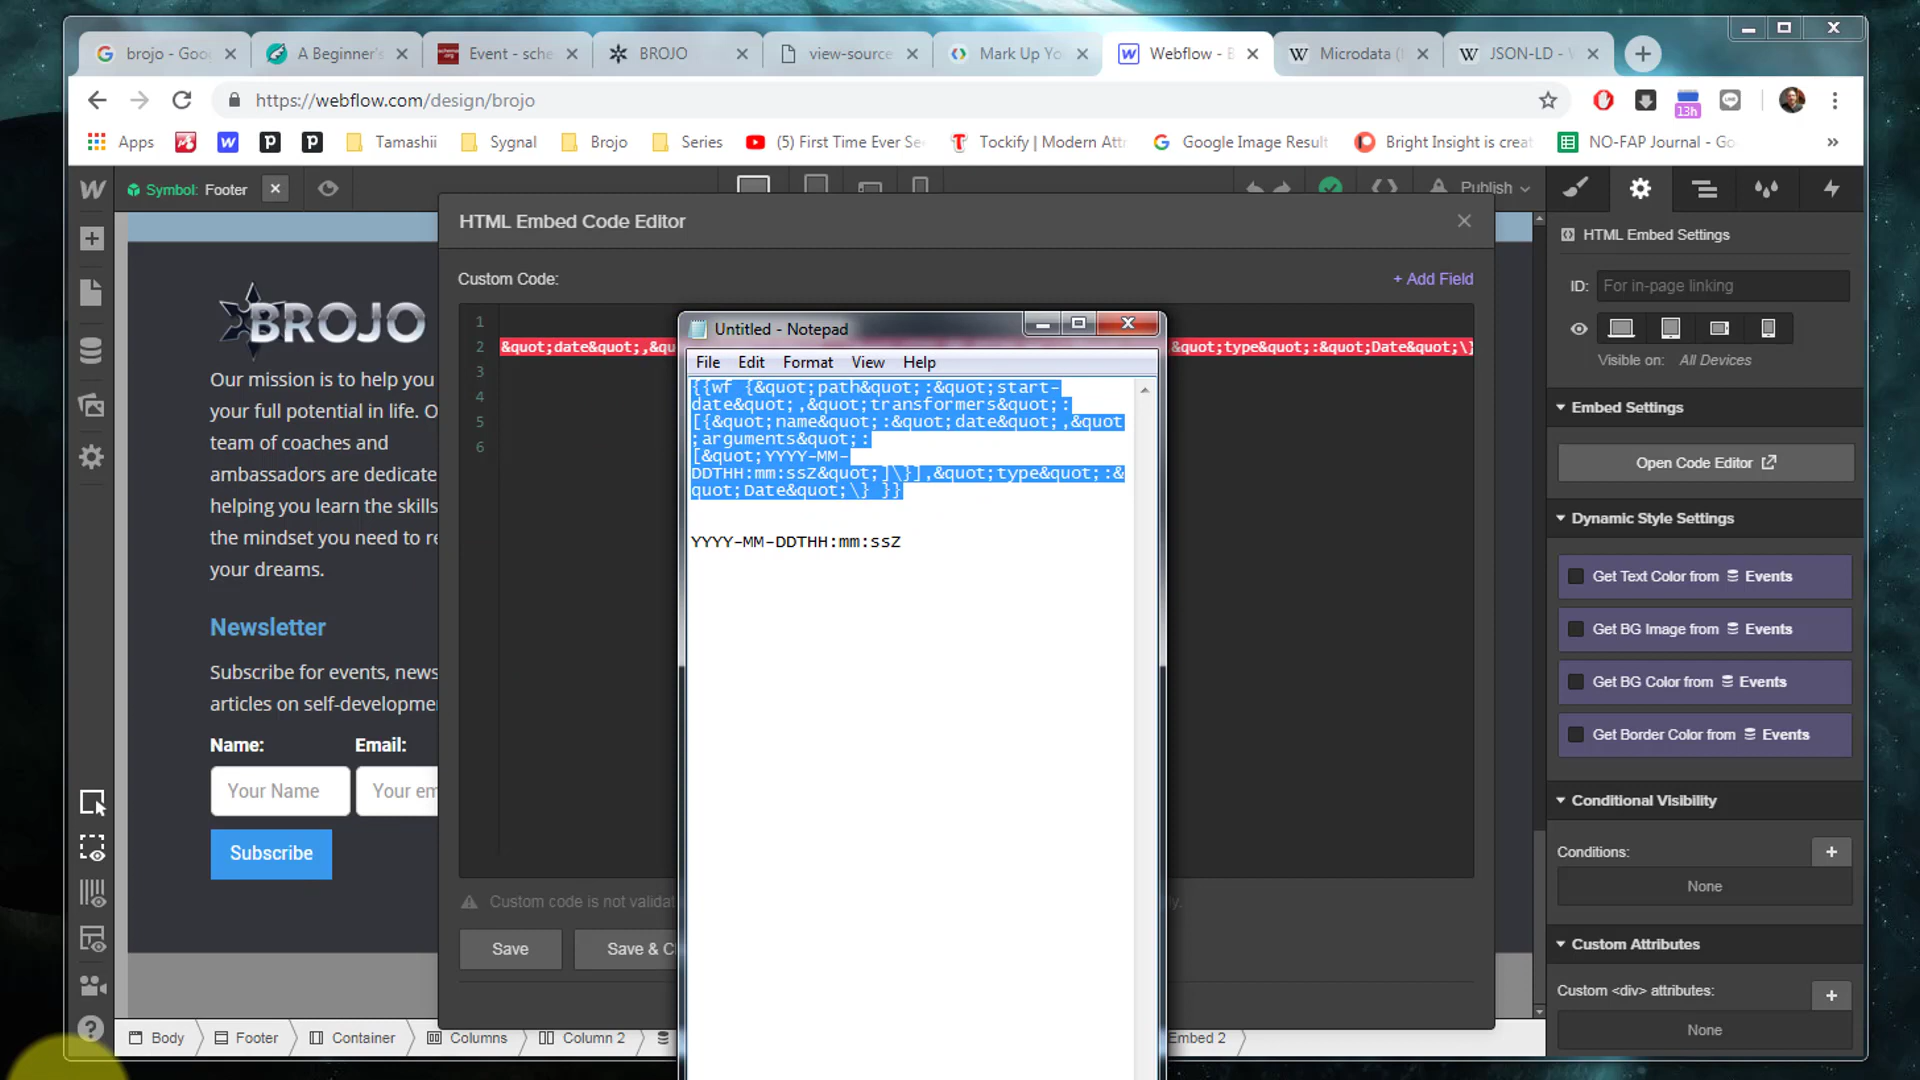 brojo - Goo
A Beginner's
Event - sche
BROJO
view-source
Mark Up Yo
Webflow - B
Microdata (
JSON-LD - W
https://webflow.com/design/brojo
13h
Apps
Tamashii
Sygnal
Brojo
Series
(5) First Time Ever Se
Tockify | Modern Attr
Google Image Result
Bright Insight is creat
NO-FAP Journal - Go
»
Symbol: Footer
Publish
HTML Embed Code Editor
HTML Embed Settings
Custom Code:
+ Add Field
ID: For in-page linking
Visible on: All Devices
1
2 &quot;date&quot;,&qu
&quot;type&quot;:&quot;Date&quot;\}
3
4
5
6
Untitled - Notepad
File Edit Format View Help
{{wf {&quot;path&quot;:&quot;start-
date&quot;,&quot;transformers&quot;:
[{&quot;name&quot;:&quot;date&quot;,&quot
;arguments&quot;:
[&quot;YYYY-MM-
DDTHH:mm:ssZ&quot;]\}],&quot;type&quot;:&
quot;Date&quot;\} }}
YYYY-MM-DDTHH:mm:ssZ
BROJO
Our mission is to help you
your full potential in life. O
team of coaches and
ambassadors are dedicate
helping you learn the skills
the mindset you need to re
your dreams.
Newsletter
Subscribe for events, news
articles on self-developme
Name: Email:
Your Name Your em
Subscribe
Custom code is not validat
y.
Save Save & C
Embed Settings
Open Code Editor
Dynamic Style Settings
Get Text Color from Events
Get BG Image from Events
Get BG Color from Events
Get Border Color from Events
Conditional Visibility
Conditions:
None
Custom Attributes
Custom <div> attributes:
None
Body Footer Container Columns Column 2
Embed 2